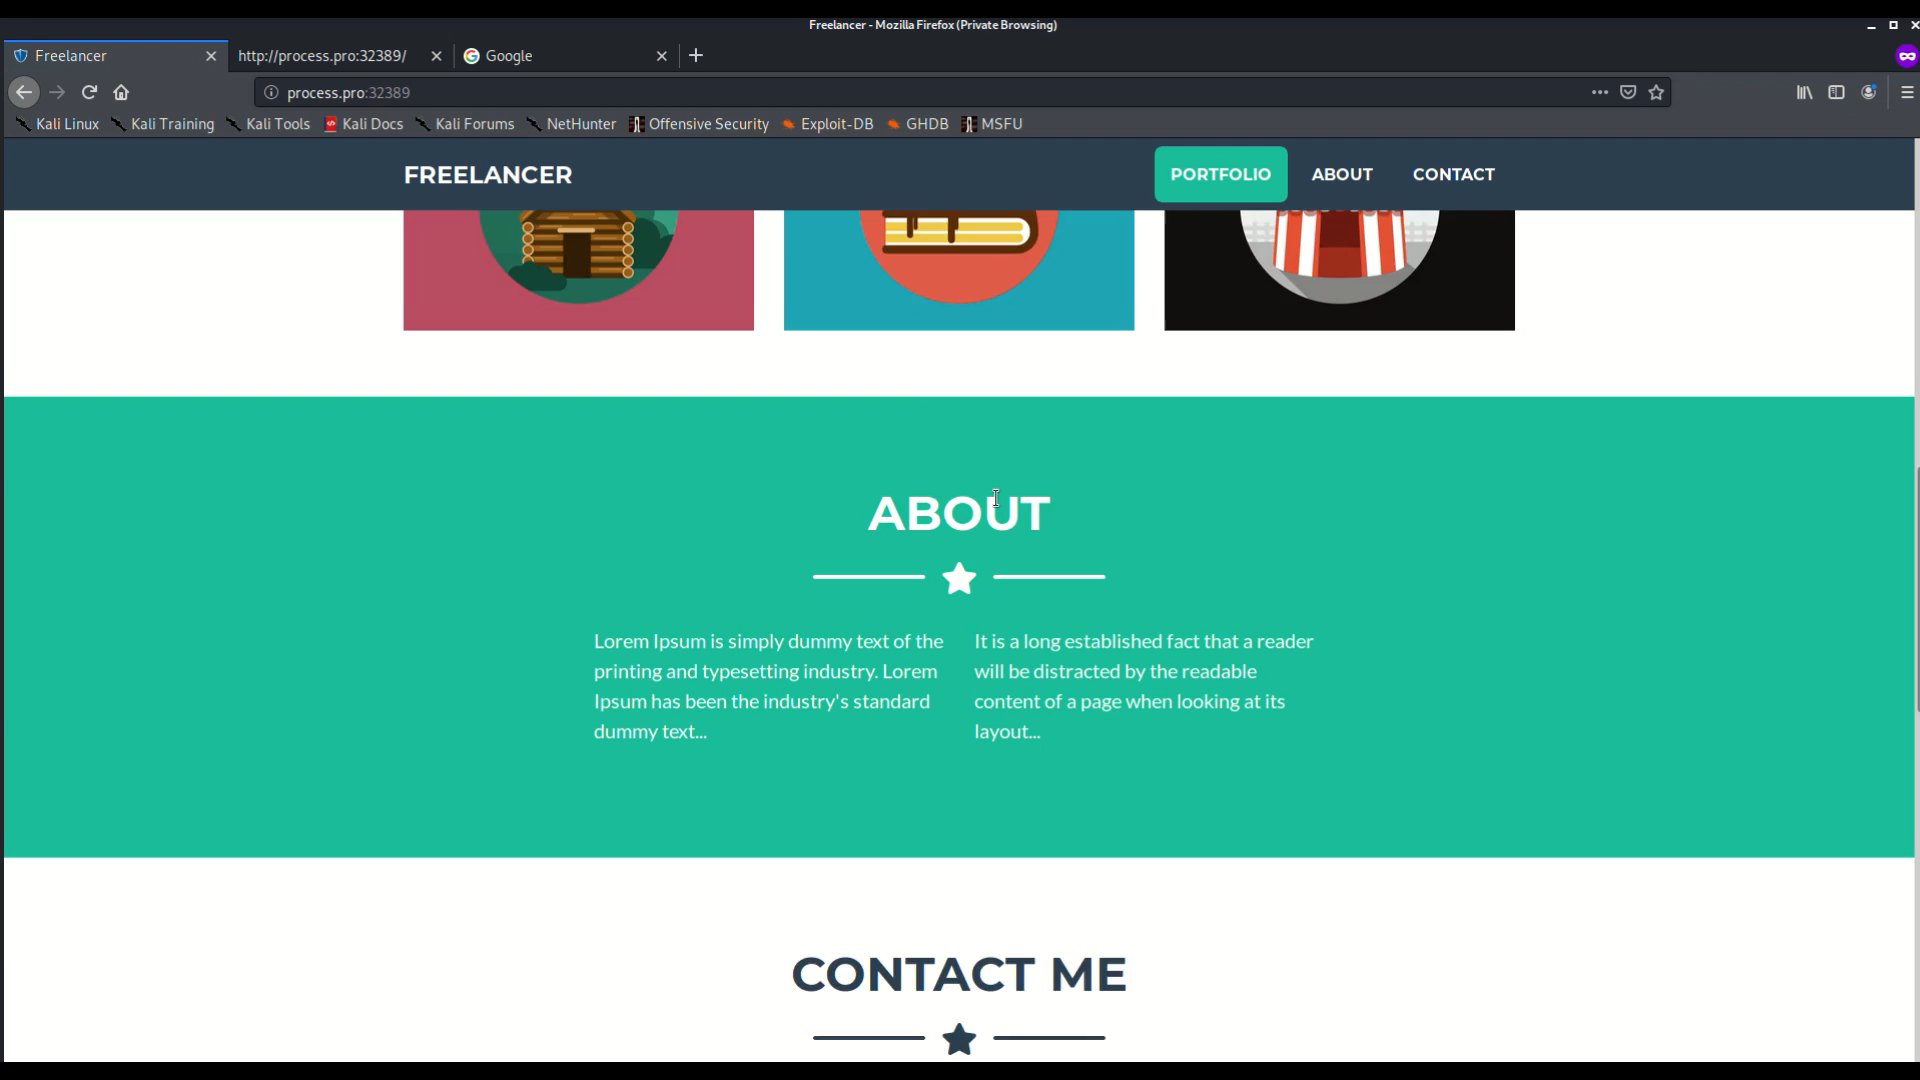 Freelancer - Mozilla Firefox (Private Browsing)
Freelancer
http://process.pro:32389/
Google
process.pro:32389
Kali Linux Kali Training Kali Tools Kali Docs Kali Forums NetHunter Offensive Security Exploit-DB GHDB MSFU
FREELANCER
PORTFOLIO ABOUT CONTACT
ABOUT
Lorem Ipsum is simply dummy text of the
printing and typesetting industry. Lorem
Ipsum has been the industry's standard
dummy text...
It is a long established fact that a reader
will be distracted by the readable
content of a page when looking at its
layout...
CONTACT ME